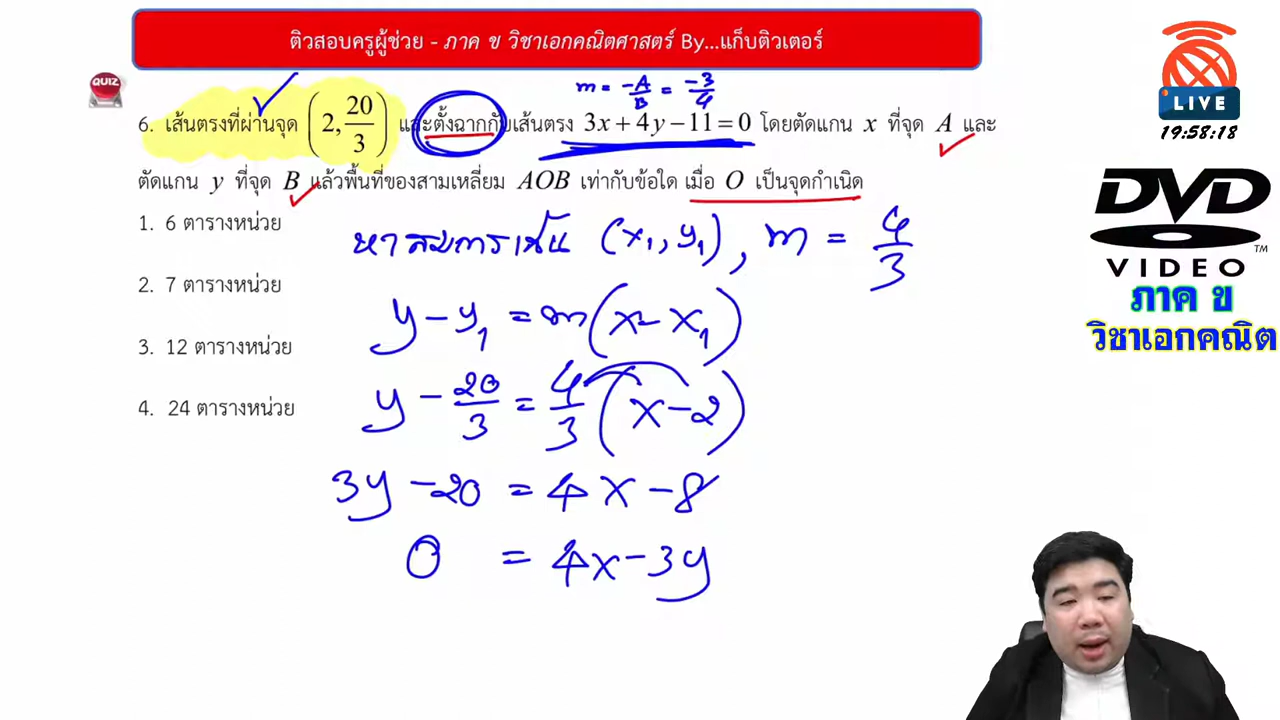 ติวสอบครูผู้ช่วย - ภาค ข วิชาเอกคณิตศาสตร์ By...แก็บติวเตอร์
LIVE
19:58:18
QUIZ
m = -A/B = -3/4
6. เส้นตรงที่ผ่านจุด (2, 20/3) และตั้งฉากกับเส้นตรง 3x + 4y − 11 = 0 โดยตัดแกน x ที่จุด A และ
ตัดแกน y ที่จุด B แล้วพื้นที่ของสามเหลี่ยม AOB เท่ากับข้อใด เมื่อ O เป็นจุดกำเนิด
1. 6 ตารางหน่วย
2. 7 ตารางหน่วย
3. 12 ตารางหน่วย
4. 24 ตารางหน่วย
หาสมการเส้น (x₁, y₁), m = 4/3
y − y₁ = m(x − x₁)
y − 20/3 = 4/3 (x − 2)
3y − 20 = 4x − 8
0 = 4x − 3y
DVD
VIDEO™
ภาค ข
วิชาเอกคณิต